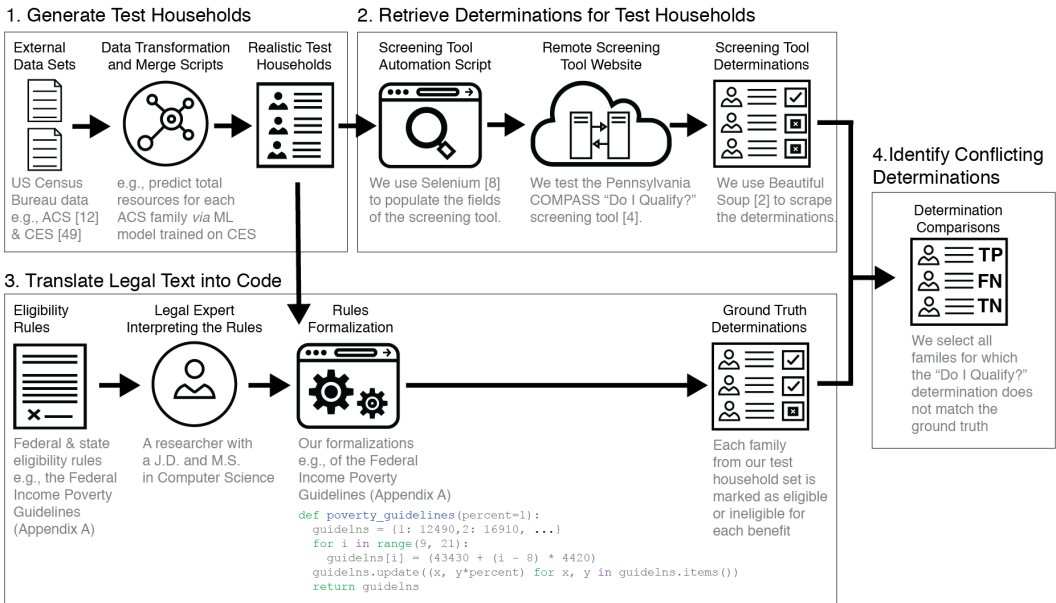 1. Generate Test Households
2. Retrieve Determinations for Test Households
External
Data Sets
Data Transformation
and Merge Scripts
Realistic Test
Households
US Census
Bureau data
e.g., ACS [12]
& CES [49]
e.g., predict total
resources for each
ACS family via ML
model trained on CES
Screening Tool
Automation Script
Remote Screening
Tool Website
Screening Tool
Determinations
We use Selenium [8]
to populate the fields
of the screening tool.
We test the Pennsylvania
COMPASS “Do I Qualify?”
screening tool [4].
We use Beautiful
Soup [2] to scrape
the determinations.
3. Translate Legal Text into Code
Eligibility
Rules
Legal Expert
Interpreting the Rules
Rules
Formalization
Ground Truth
Determinations
Federal & state
eligibility rules
e.g., the Federal
Income Poverty
Guidelines
(Appendix A)
A researcher with
a J.D. and M.S.
in Computer Science
Our formalizations
e.g., of the Federal
Income Poverty
Guidelines (Appendix A)
def poverty_guidelines(percent=1):
guidelns = {1: 12490,2: 16910, ...}
for i in range(9, 21):
guidelns[i] = (43430 + (i - 8) * 4420)
guidelns.update((x, y*percent) for x, y in guidelns.items())
return guidelns
Each family
from our test
household set is
marked as eligible
or ineligible for
each benefit
4.Identify Conflicting
Determinations
Determination
Comparisons
TP
FN
TN
We select all
familes for which
the “Do I Qualify?”
determination does
not match the
ground truth